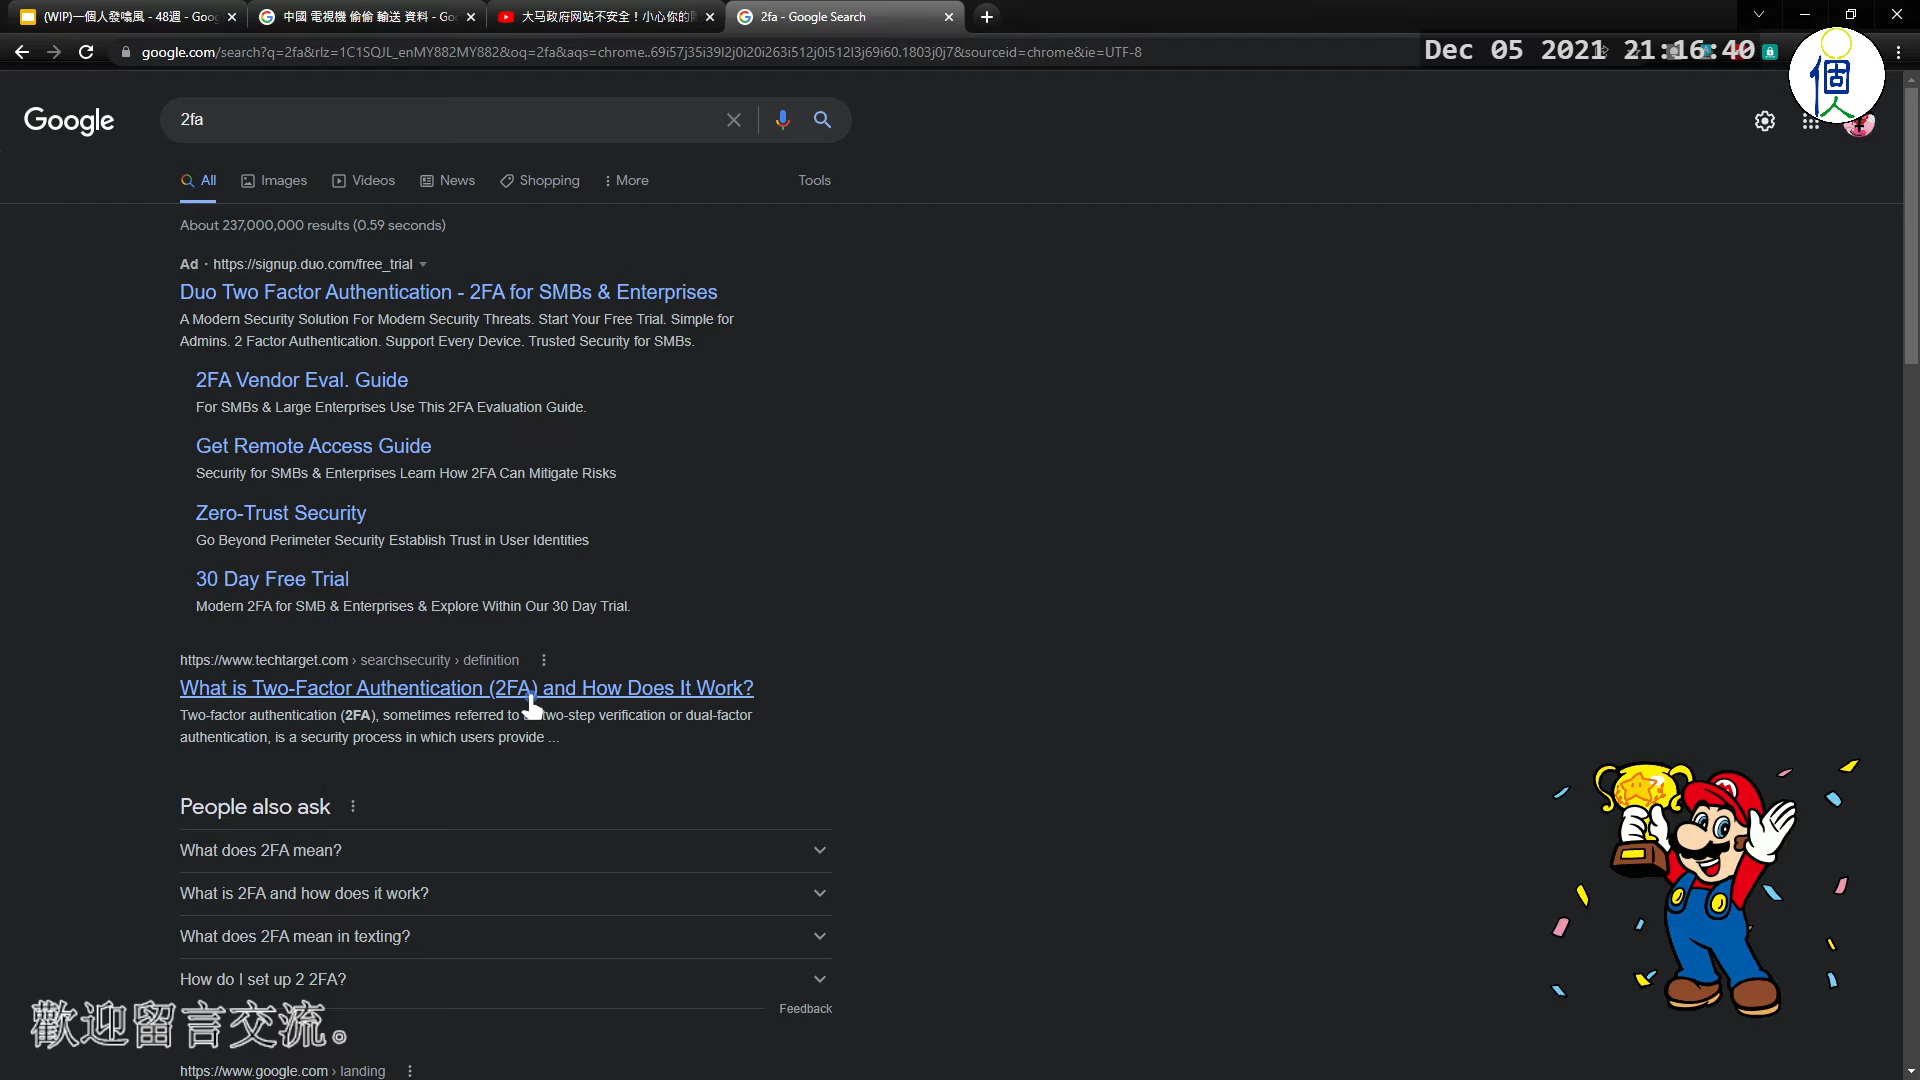 (WIP)一個人發噏風 - 48週 - Goo
中國 電視機 偷偷 輸送 資料 - Go
大马政府网站不安全！小心你的
2fa - Google Search
google.com/search?q=2fa&rlz=1C1SQJL_enMY882MY882&oq=2fa&aqs=chrome..69i57j35i39l2j0i20i263i512j0i512l3j69i60.1803j0j7&sourceid=chrome&ie=UTF-8
Dec 05 2021 21:16:40
個人
Google
2fa
All
Images
Videos
News
Shopping
More
Tools
About 237,000,000 results (0.59 seconds)
Ad · https://signup.duo.com/free_trial
Duo Two Factor Authentication - 2FA for SMBs & Enterprises
A Modern Security Solution For Modern Security Threats. Start Your Free Trial. Simple for
Admins. 2 Factor Authentication. Support Every Device. Trusted Security for SMBs.
2FA Vendor Eval. Guide
For SMBs & Large Enterprises Use This 2FA Evaluation Guide.
Get Remote Access Guide
Security for SMBs & Enterprises Learn How 2FA Can Mitigate Risks
Zero-Trust Security
Go Beyond Perimeter Security Establish Trust in User Identities
30 Day Free Trial
Modern 2FA for SMB & Enterprises & Explore Within Our 30 Day Trial.
https://www.techtarget.com › searchsecurity › definition
What is Two-Factor Authentication (2FA) and How Does It Work?
Two-factor authentication (2FA), sometimes referred to two-step verification or dual-factor
authentication, is a security process in which users provide ...
People also ask
What does 2FA mean?
What is 2FA and how does it work?
What does 2FA mean in texting?
How do I set up 2 2FA?
Feedback
歡迎留言交流。
https://www.google.com › landing